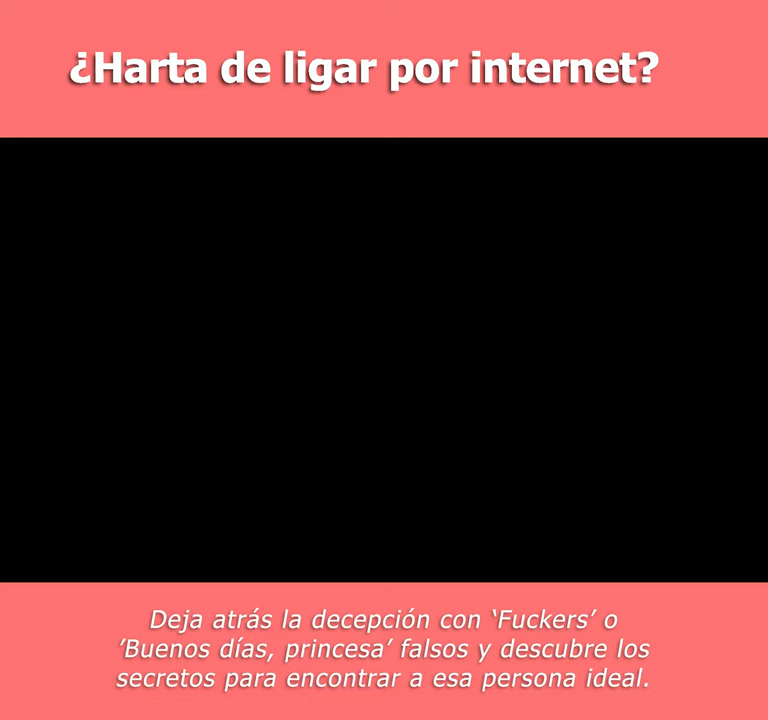 ¿Harta de ligar por internet?
Deja atrás la decepción con ‘Fuckers’ o
’Buenos días, princesa’ falsos y descubre los
secretos para encontrar a esa persona ideal.